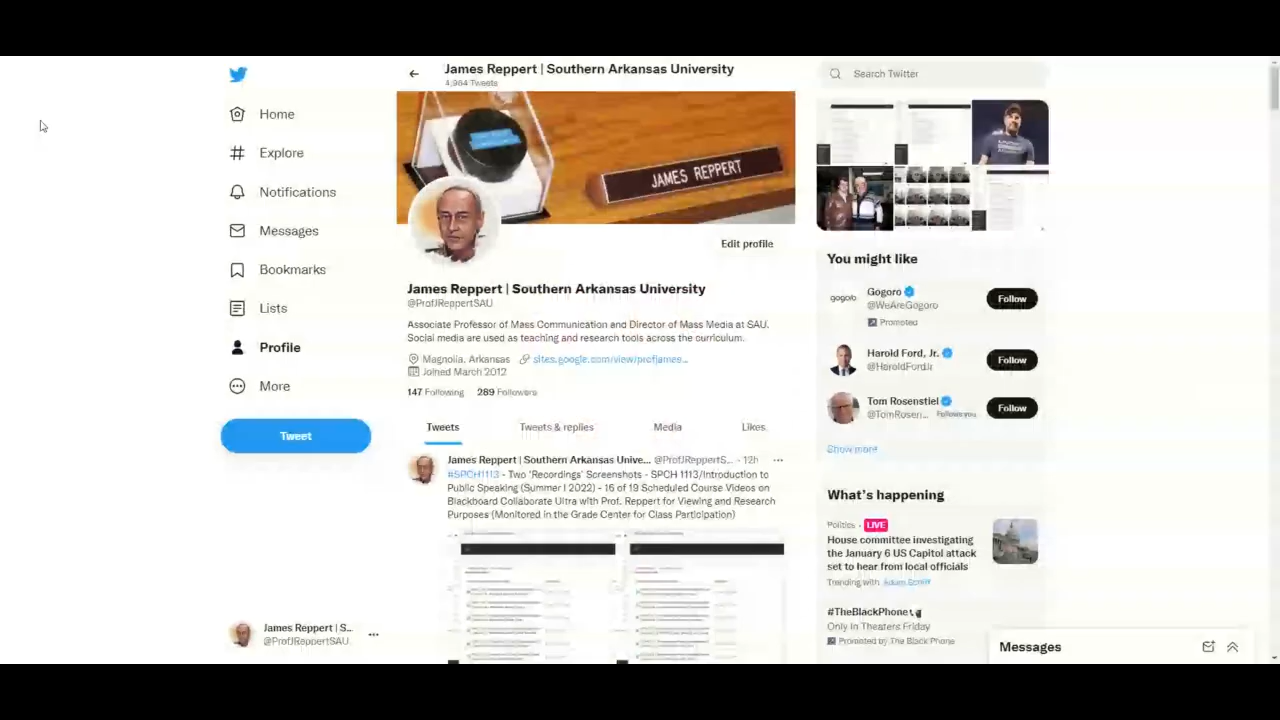 James Reppert | Southern Arkansas University
4,964 Tweets
Search Twitter
Home
Explore
Notifications
Messages
Bookmarks
Lists
Profile
More
Tweet
James Reppert | S...
@ProfJReppertSAU
JAMES REPPERT
Edit profile
James Reppert | Southern Arkansas University
@ProfJReppertSAU
Associate Professor of Mass Communication and Director of Mass Media at SAU.
Social media are used as teaching and research tools across the curriculum.
Magnolia, Arkansas sites.google.com/view/profjames...
Joined March 2012
147 Following 289 Followers
Tweets Tweets & replies Media Likes
James Reppert | Southern Arkansas Unive... @ProfJReppertS... · 12h
#SPCH1113 - Two 'Recordings' Screenshots - SPCH 1113/Introduction to
Public Speaking (Summer I 2022) - 16 of 19 Scheduled Course Videos on
Blackboard Collaborate Ultra with Prof. Reppert for Viewing and Research
Purposes (Monitored in the Grade Center for Class Participation)
You might like
gogoro
Gogoro
@WeAreGogoro
Promoted
Follow
Harold Ford, Jr.
@HaroldFordJr
Follow
Tom Rosenstiel
@TomRosen... Follows you
Follow
Show more
What's happening
Politics · LIVE
House committee investigating
the January 6 US Capitol attack
set to hear from local officials
Trending with Adam Schiff
#TheBlackPhone
Only In Theaters Friday
Promoted by The Black Phone
Messages